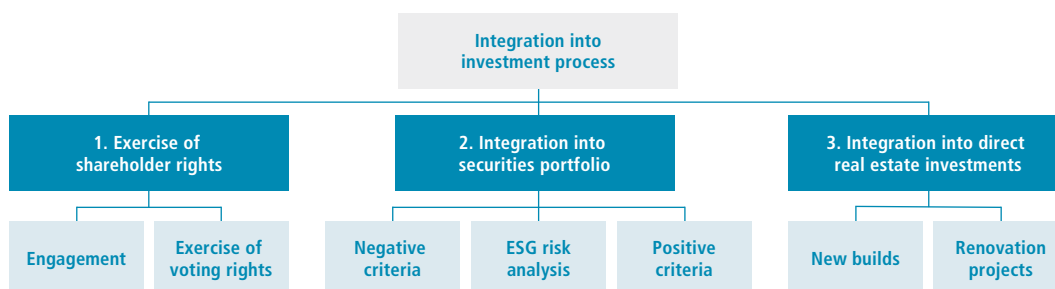 Integration into
investment process
1. Exercise of
shareholder rights
2. Integration into
securities portfolio
3. Integration into direct
real estate investments
Engagement
Exercise of
voting rights
Negative
criteria
ESG risk
analysis
Positive
criteria
New builds
Renovation
projects